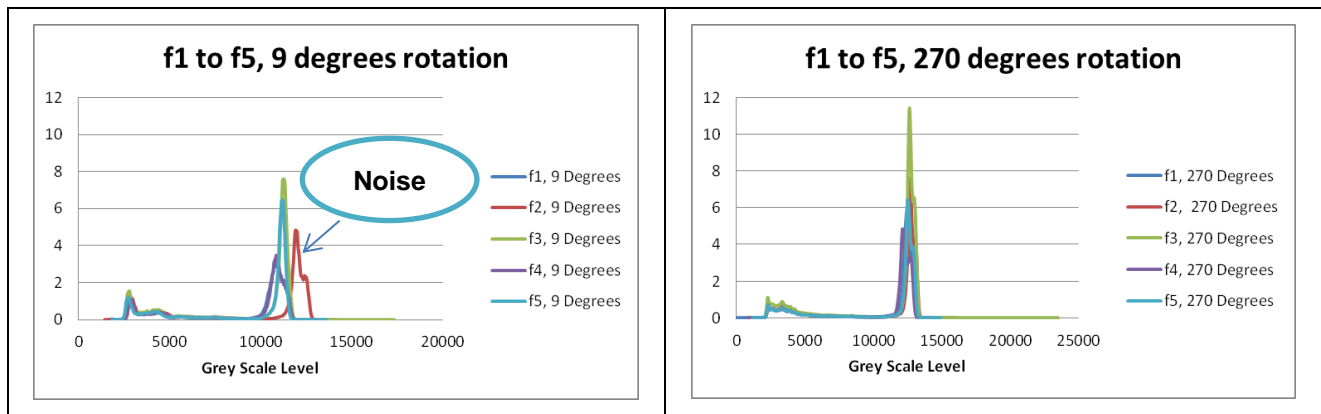 f1 to f5, 9 degrees rotation
0 5000 10000 15000 20000
12
10
8
6
4
2
0
Noise
f1, 9 Degrees
f2, 9 Degrees
f3, 9 Degrees
f4, 9 Degrees
f5, 9 Degrees
Grey Scale Level
f1 to f5, 270 degrees rotation
12
10
8
6
4
2
0
0 5000 10000 15000 20000 25000
f1, 270 Degrees
f2, 270 Degrees
f3, 270 Degrees
f4, 270 Degrees
f5, 270 Degrees
Grey Scale Level